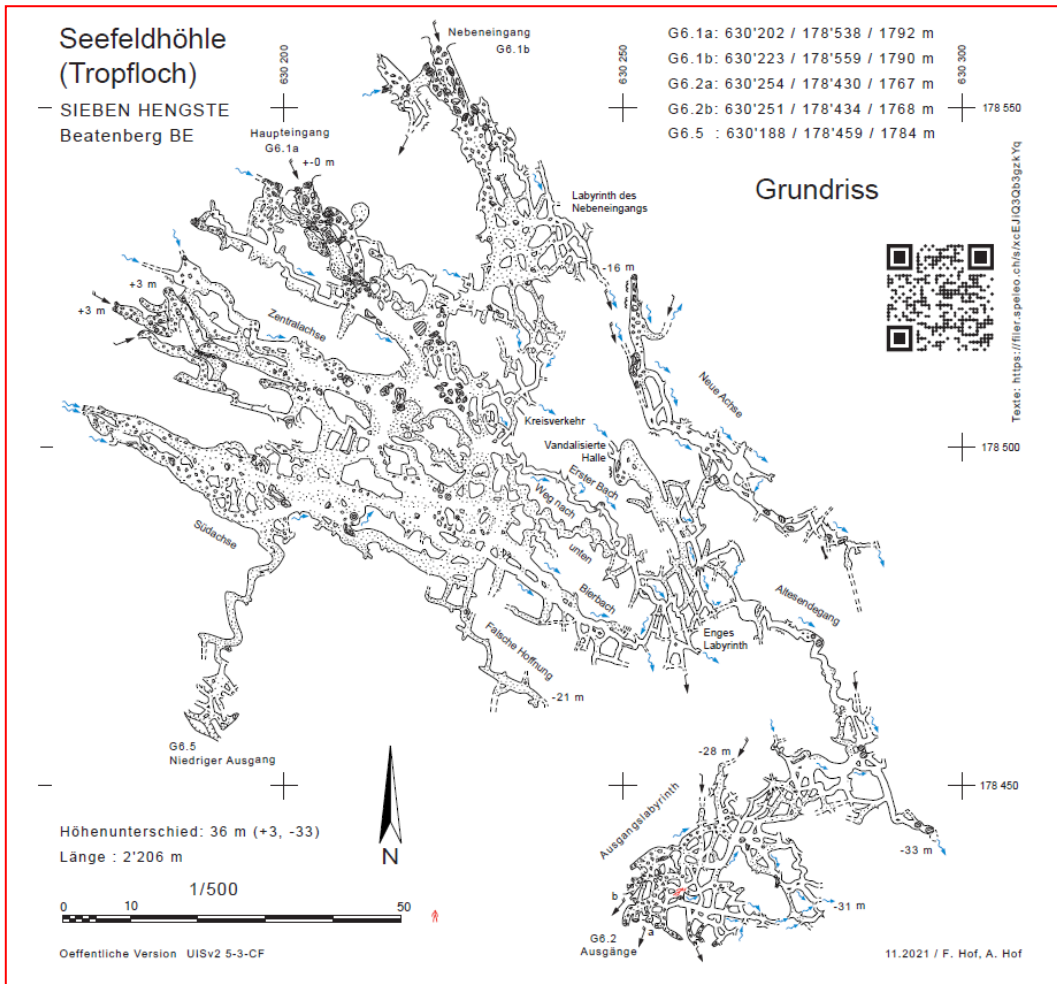 Seefeldhöhle
(Tropfloch)
SIEBEN HENGSTE
Beatenberg BE
Nebeneingang
G6.1b
G6.1a: 630'202 / 178'538 / 1792 m
G6.1b: 630'223 / 178'559 / 1790 m
G6.2a: 630'254 / 178'430 / 1767 m
G6.2b: 630'251 / 178'434 / 1768 m
G6.5 : 630'188 / 178'459 / 1784 m
630 200
630 250
630 300
178 550
Haupteingang
G6.1a
+-0 m
Grundriss
Labyrinth des
Nebeneingangs
-16 m
+3 m
+3 m
Zentralachse
Neue Achse
Texte: https://filer.speleo.ch/s/xcEJiQ3Qb3gzkYq
Kreisverkehr
178 500
Vandalisierte
Halle
Erster Bach
Weg nach
unten
Südachse
Bierbach
Altesendegang
Enges
Labyrinth
Falsche Hoffnung
-21 m
G6.5
Niedriger Ausgang
-28 m
178 450
Ausgangslabyrinth
-33 m
Höhenunterschied: 36 m (+3, -33)
Länge : 2'206 m
N
1/500
0 10 50
-31 m
b
a
G6.2
Ausgänge
Oeffentliche Version UISv2 5-3-CF
11.2021 / F. Hof, A. Hof